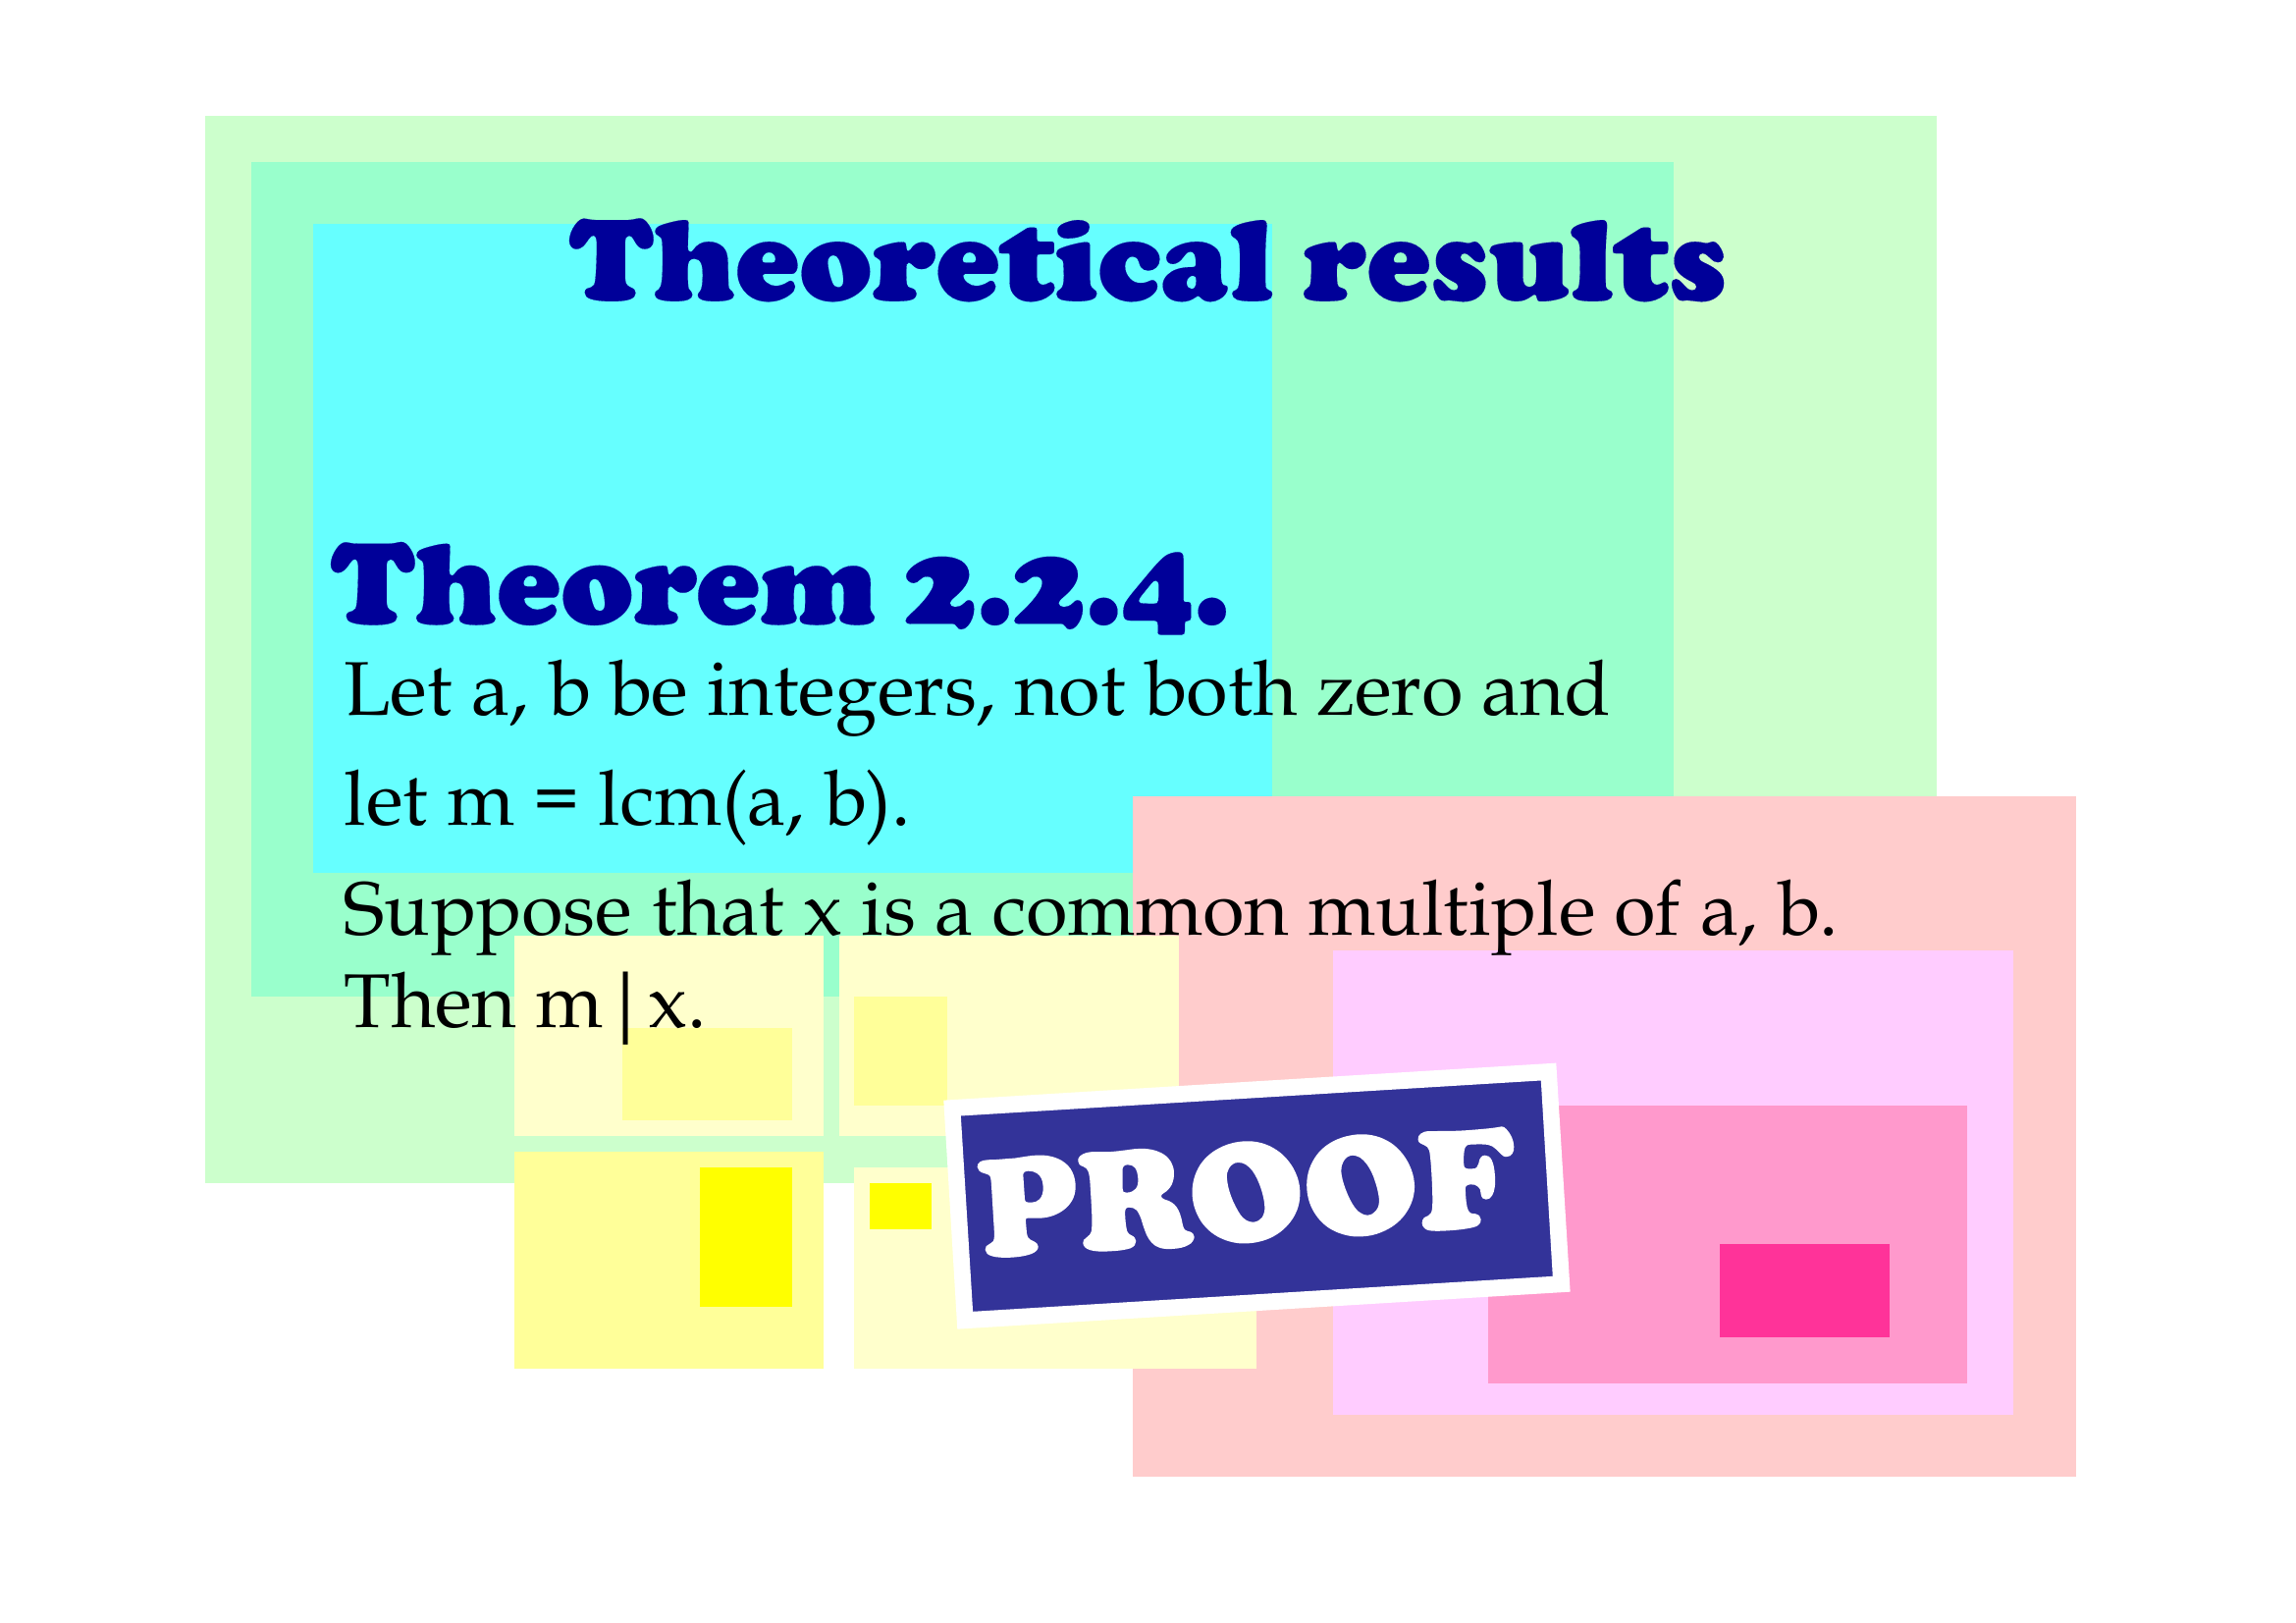 Theoretical results
Theorem 2.2.4.
Let a, b be integers, not both zero and
let m = lcm(a, b).
Suppose that x is a common multiple of a, b.
Then m|x.
PROOF